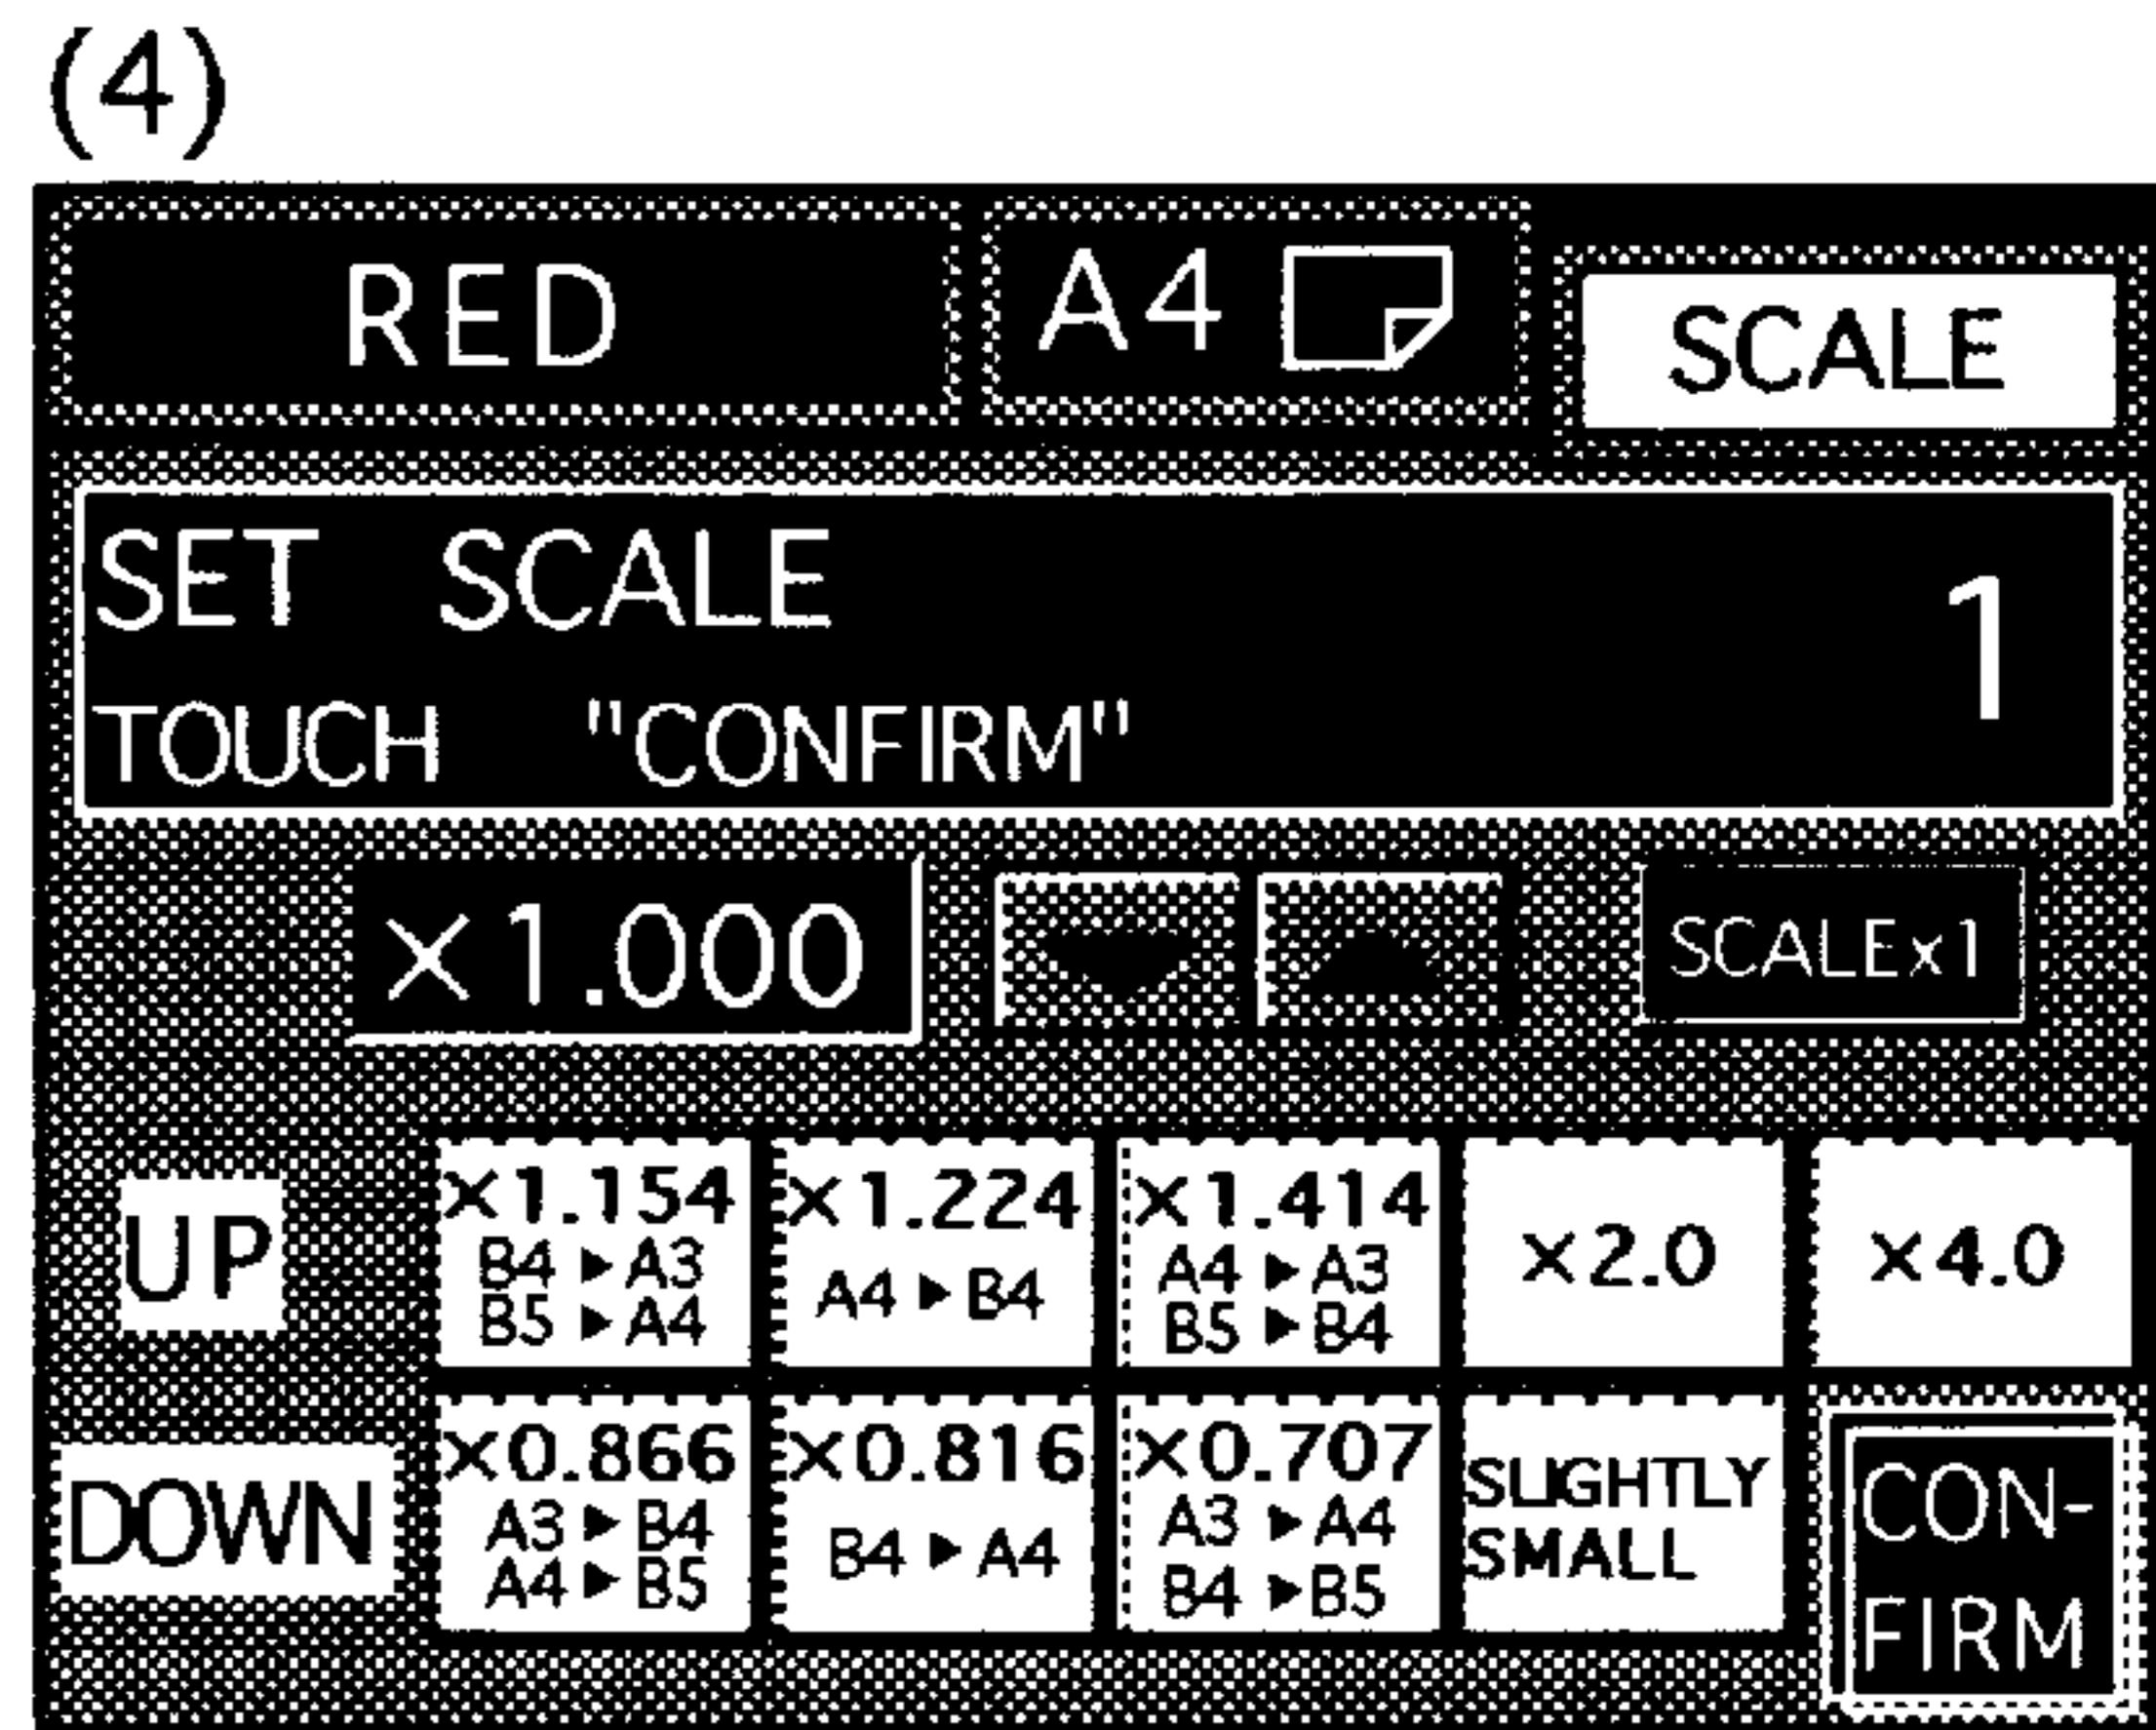 (4)
RED
A4
SCALE
SET SCALE
1
TOUCH "CONFIRM"
×1.000
SCALE×1
UP
×1.154
B4 ▶ A3
B5 ▶ A4
×1.224
A4 ▶ B4
×1.414
A4 ▶ A3
B5 ▶ B4
×2.0
×4.0
DOWN
×0.866
A3 ▶ B4
A4 ▶ B5
×0.816
B4 ▶ A4
×0.707
A3 ▶ A4
B4 ▶ B5
SLIGHTLY
SMALL
CON-
FIRM